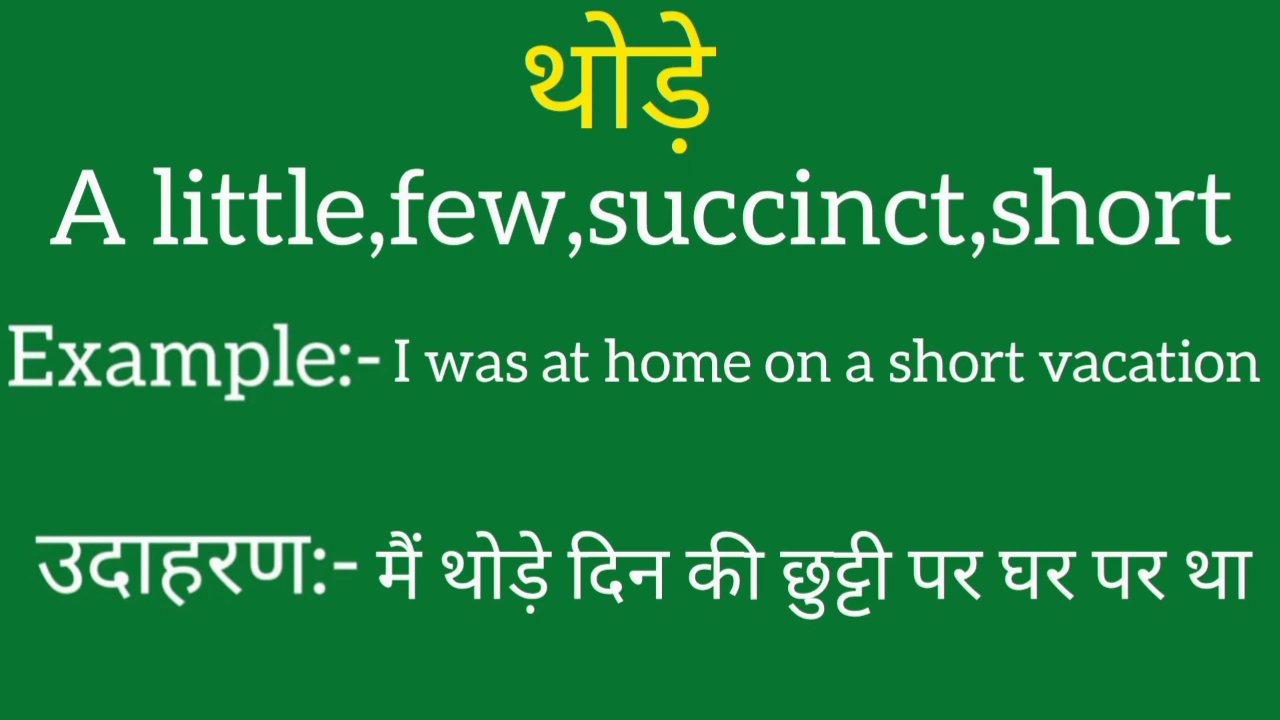 थोड़े
A little,few,succinct,short
Example:- I was at home on a short vacation
उदाहरण:- मैं थोड़े दिन की छुट्टी पर घर पर था